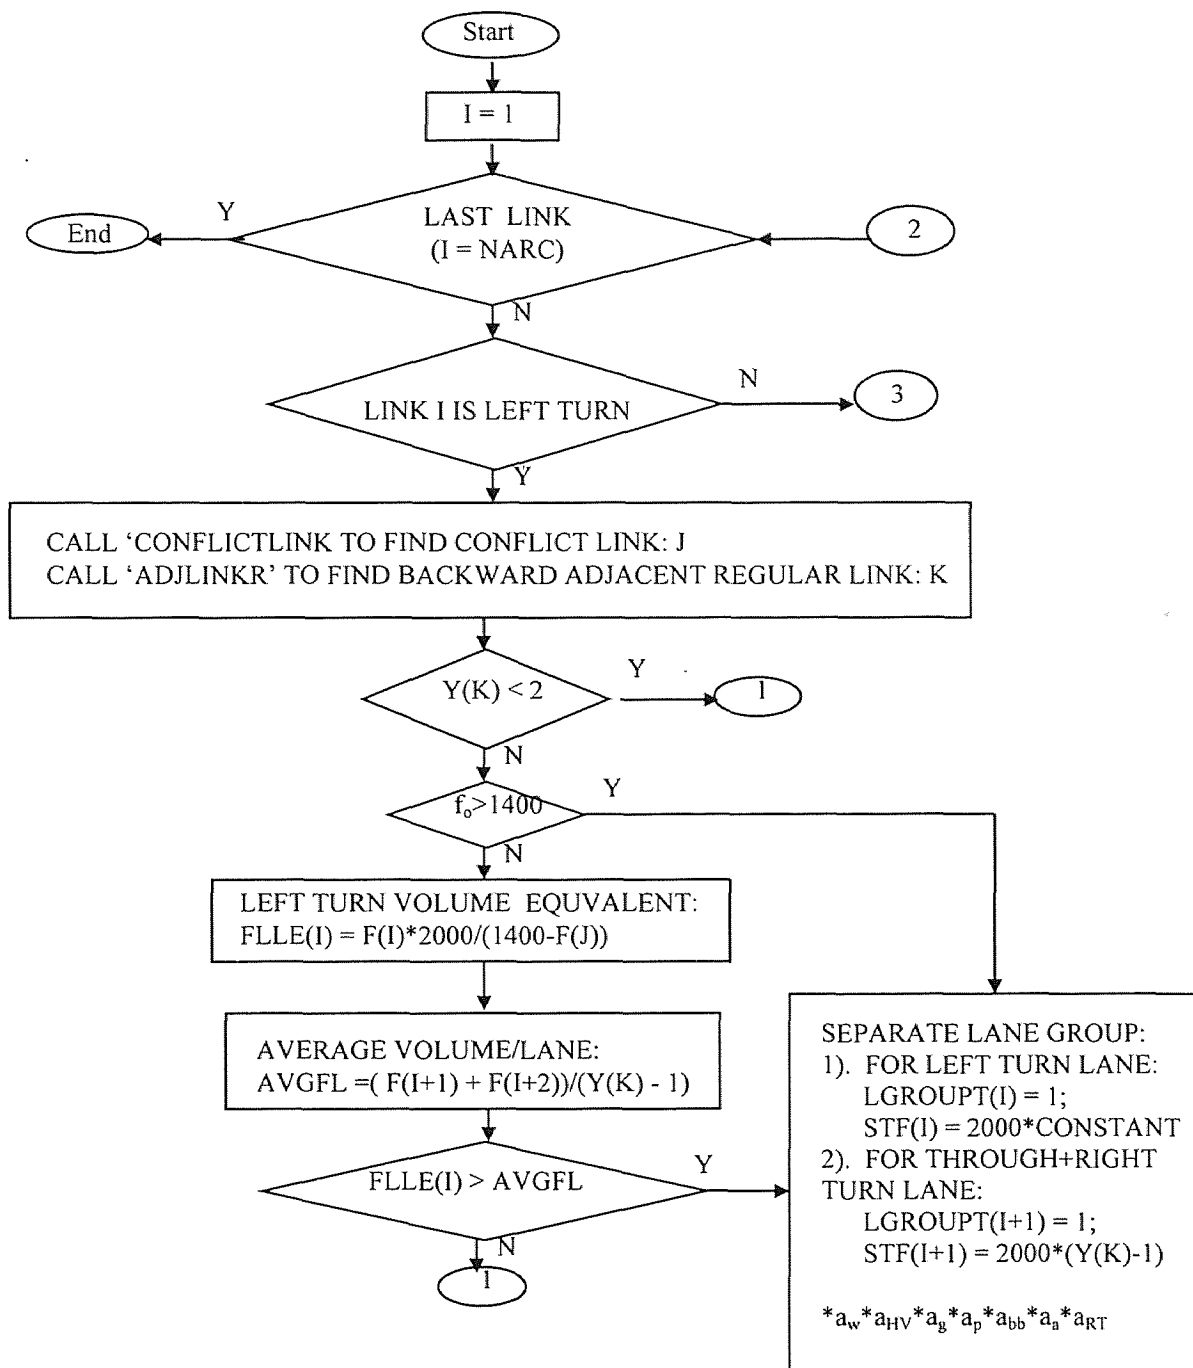 Start
I = 1
Y
End
LAST LINK
(I = NARC)
2
N
LINK I IS LEFT TURN
N
3
Y
CALL ‘CONFLICTLINK TO FIND CONFLICT LINK: J
CALL ‘ADJLINKR’ TO FIND BACKWARD ADJACENT REGULAR LINK: K
Y(K) < 2
Y
1
N
f₀>1400
Y
N
LEFT TURN VOLUME EQUVALENT:
FLLE(I) = F(I)*2000/(1400-F(J))
AVERAGE VOLUME/LANE:
AVGFL =( F(I+1) + F(I+2))/(Y(K) - 1)
FLLE(I) > AVGFL
Y
N
1
SEPARATE LANE GROUP:
1). FOR LEFT TURN LANE:
LGROUPT(I) = 1;
STF(I) = 2000*CONSTANT
2). FOR THROUGH+RIGHT
TURN LANE:
LGROUPT(I+1) = 1;
STF(I+1) = 2000*(Y(K)-1)
*a_w*a_HV*a_g*a_p*a_bb*a_a*a_RT